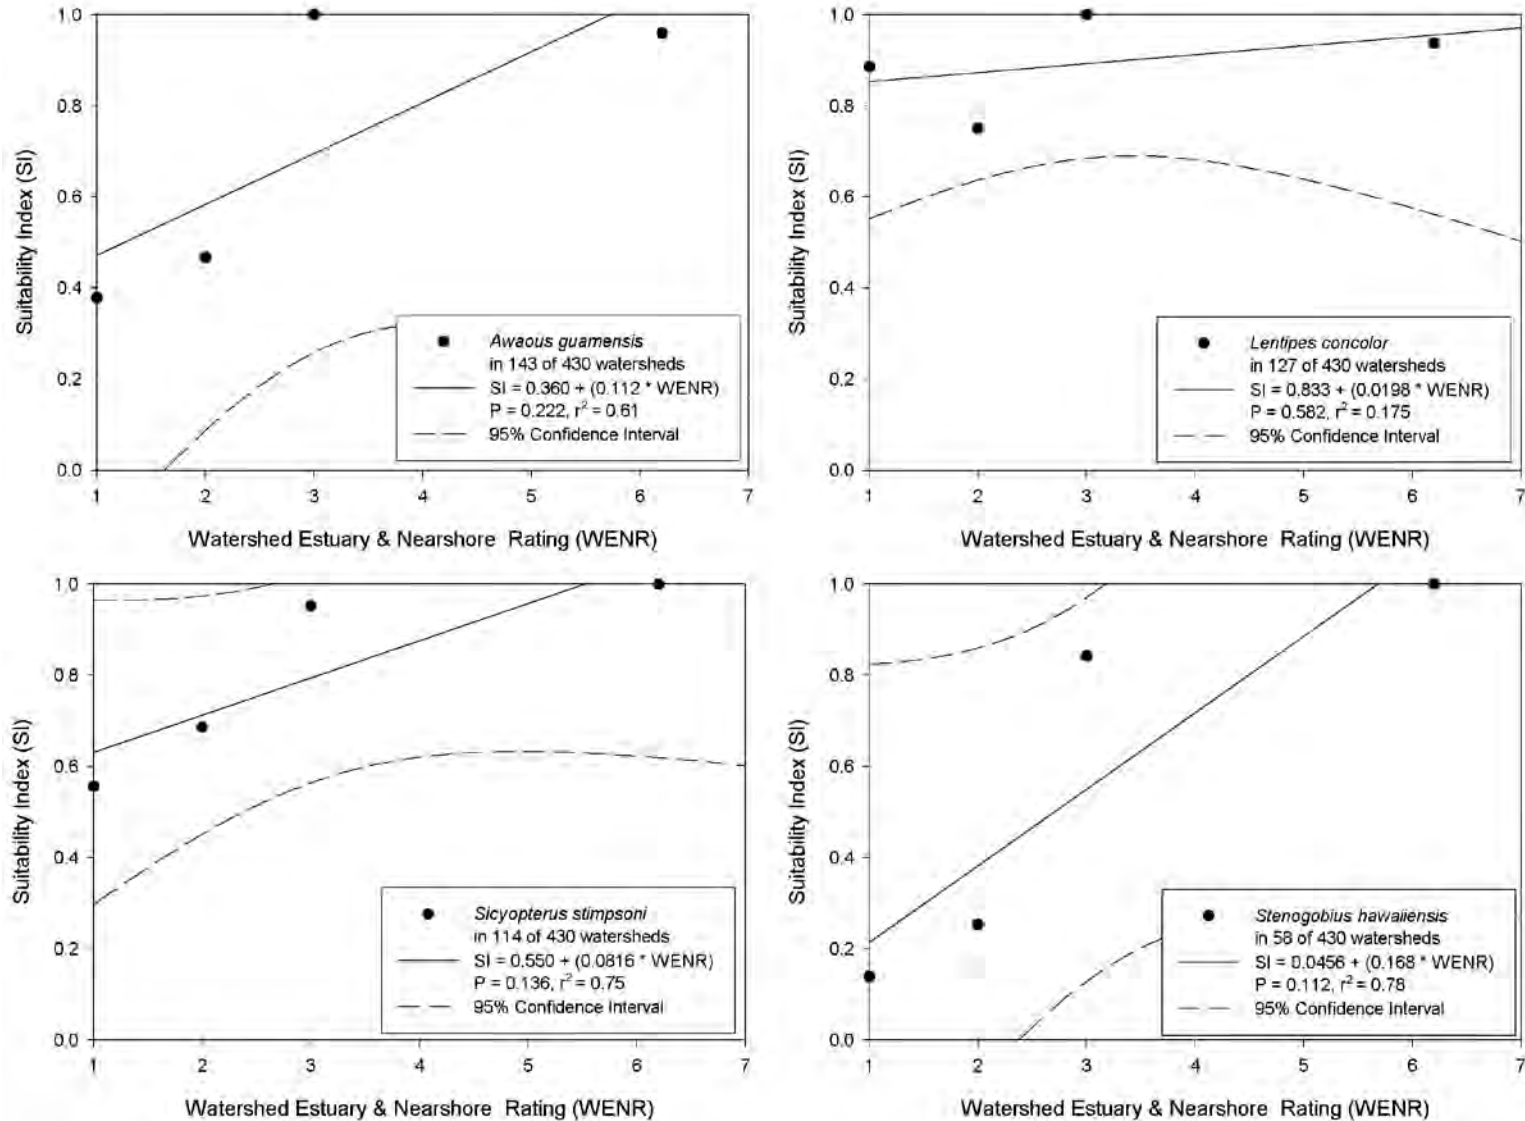 Suitability Index (SI)
1.0
0.8
0.6
0.4
0.2
0.0
Awaous guamensis
in 143 of 430 watersheds
SI = 0.360 + (0.112 * WENR)
P = 0.222, r² = 0.61
95% Confidence Interval
1 2 3 4 5 6 7
Watershed Estuary & Nearshore Rating (WENR)
Suitability Index (SI)
1.0
0.8
0.6
0.4
0.2
0.0
Lentipes concolor
in 127 of 430 watersheds
SI = 0.833 + (0.0198 * WENR)
P = 0.582, r² = 0.175
95% Confidence Interval
1 2 3 4 5 6 7
Watershed Estuary & Nearshore Rating (WENR)
Suitability Index (SI)
1.0
0.8
0.6
0.4
0.2
0.0
Sicyopterus stimpsoni
in 114 of 430 watersheds
SI = 0.550 + (0.0816 * WENR)
P = 0.136, r² = 0.75
95% Confidence Interval
1 2 3 4 5 6 7
Watershed Estuary & Nearshore Rating (WENR)
Suitability Index (SI)
1.0
0.8
0.6
0.4
0.2
0.0
Stenogobius hawaiiensis
in 58 of 430 watersheds
SI = 0.0456 + (0.168 * WENR)
P = 0.112, r² = 0.78
95% Confidence Interval
1 2 3 4 5 6 7
Watershed Estuary & Nearshore Rating (WENR)